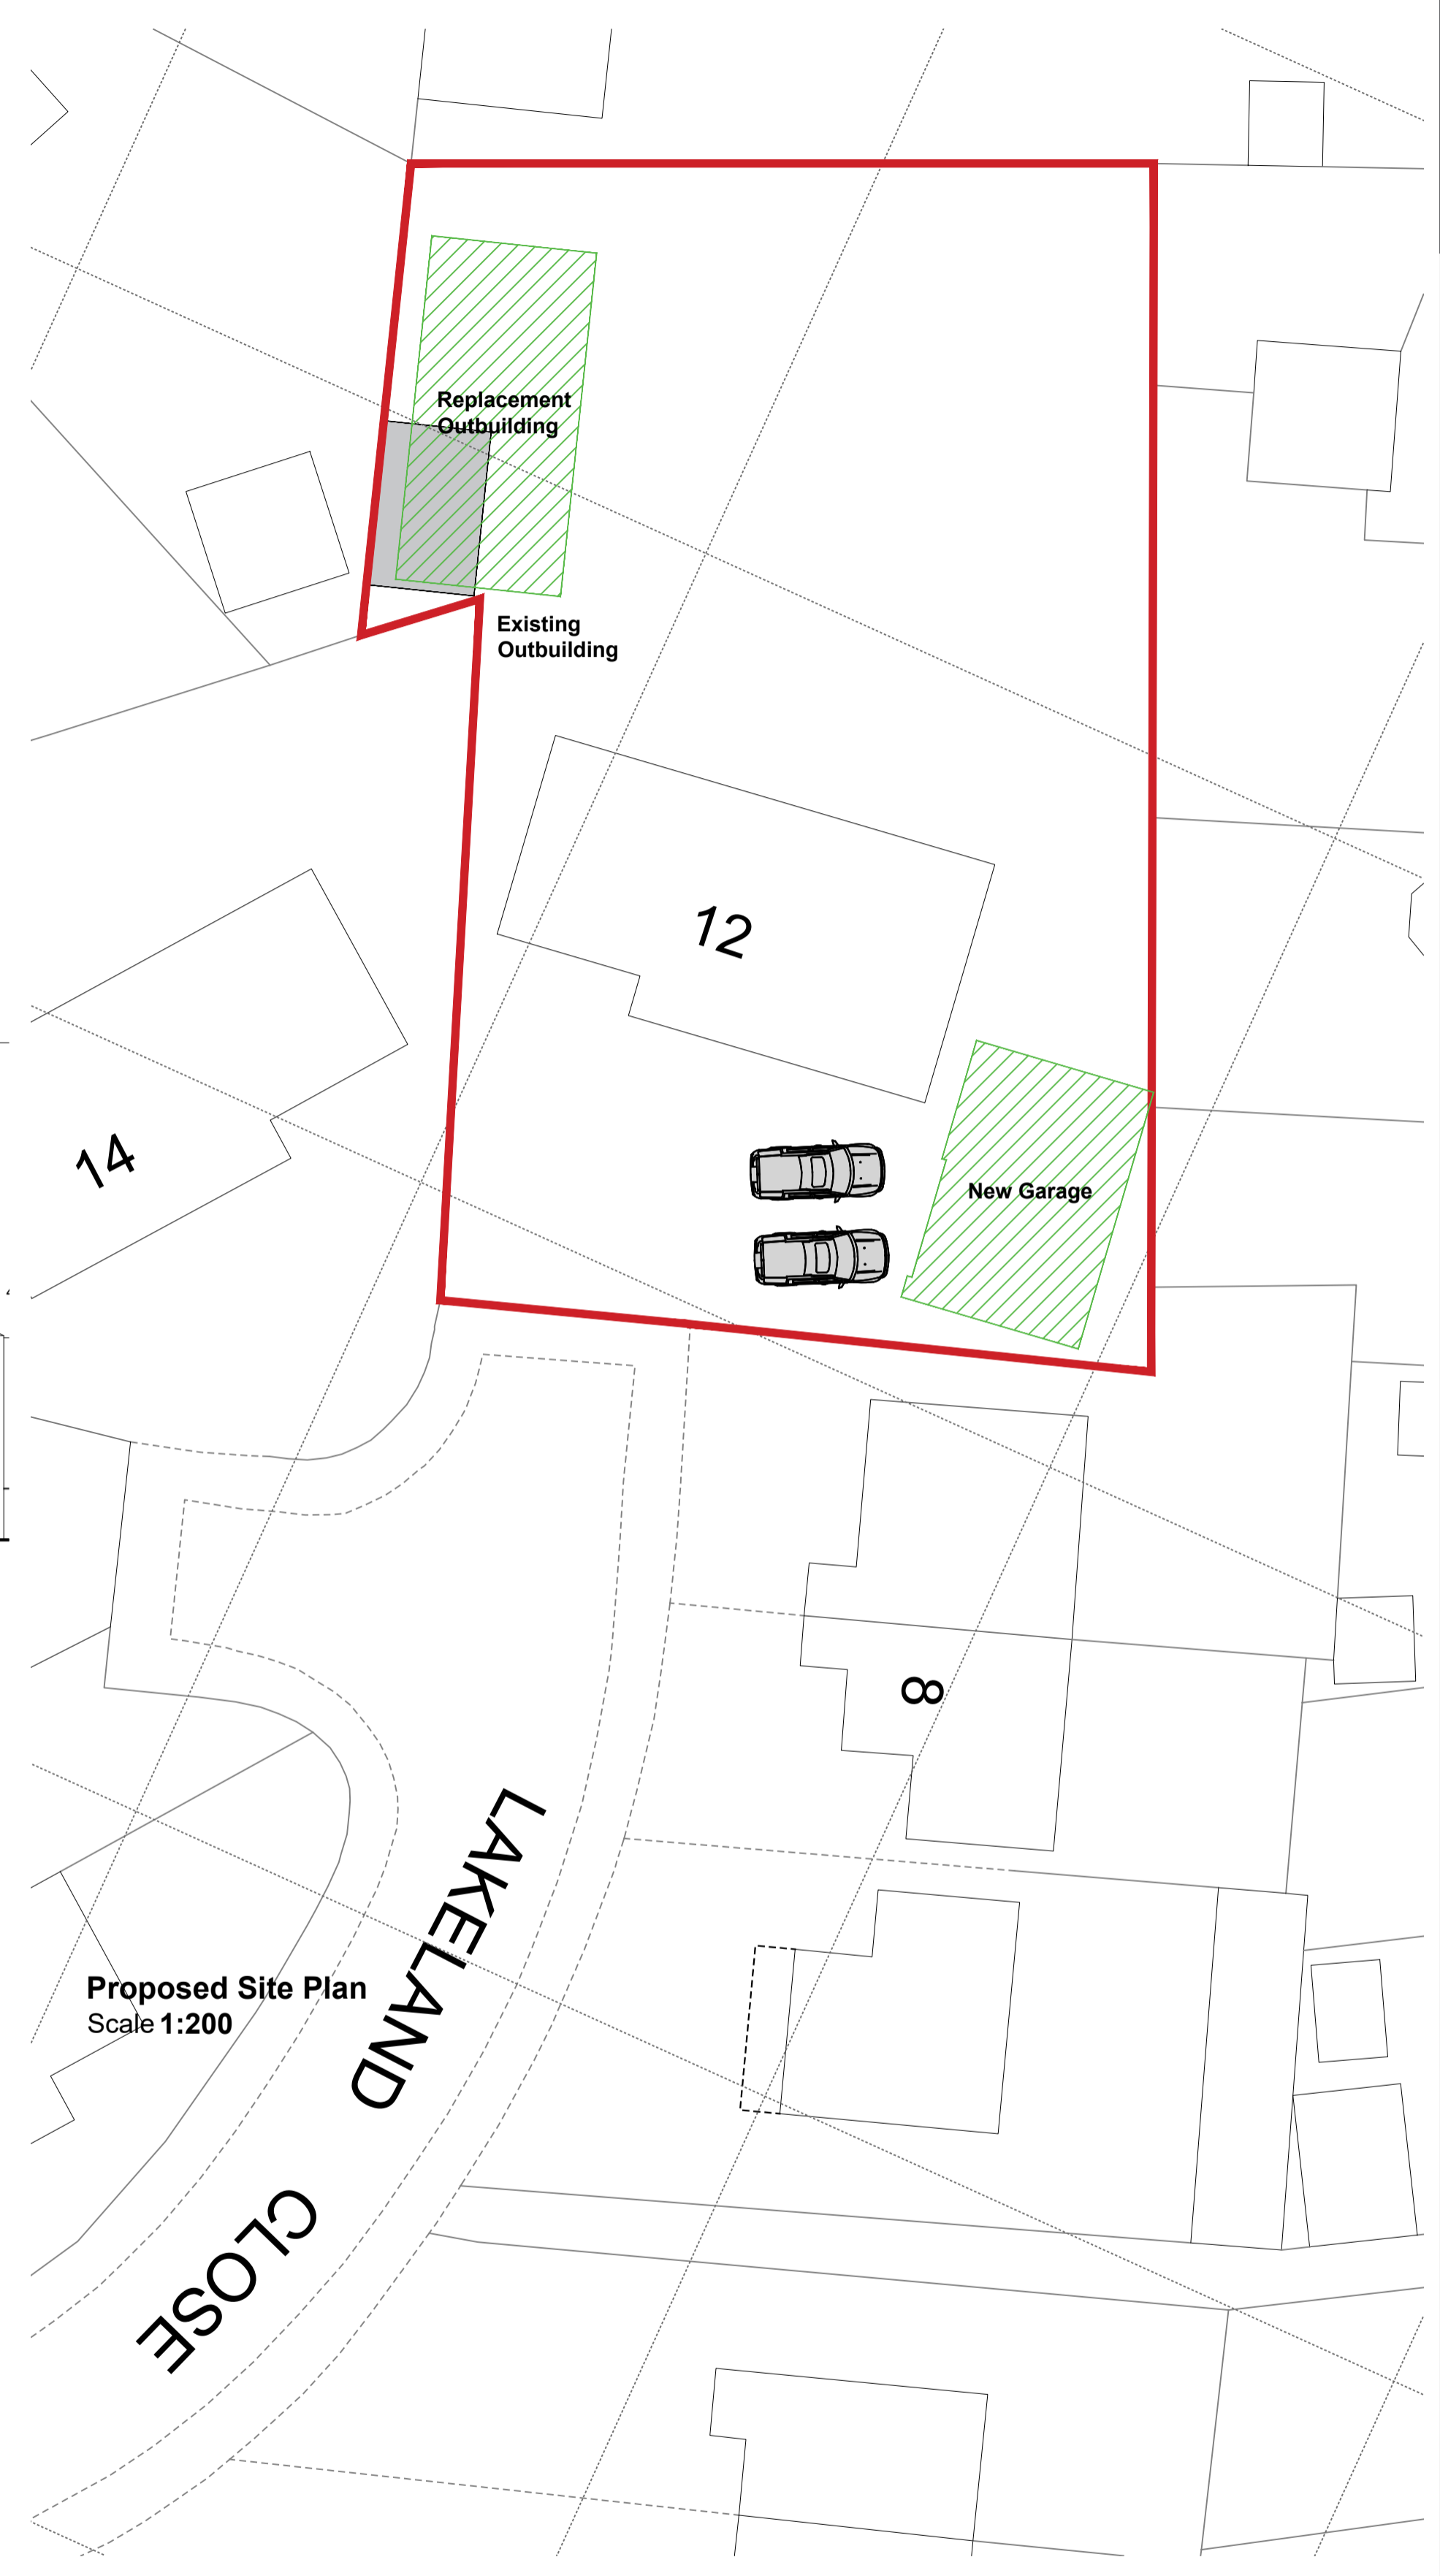 Replacement
Outbuilding
Existing
Outbuilding
12
14
New Garage
8
LAKELAND
CLOSE
Proposed Site Plan
Scale 1:200